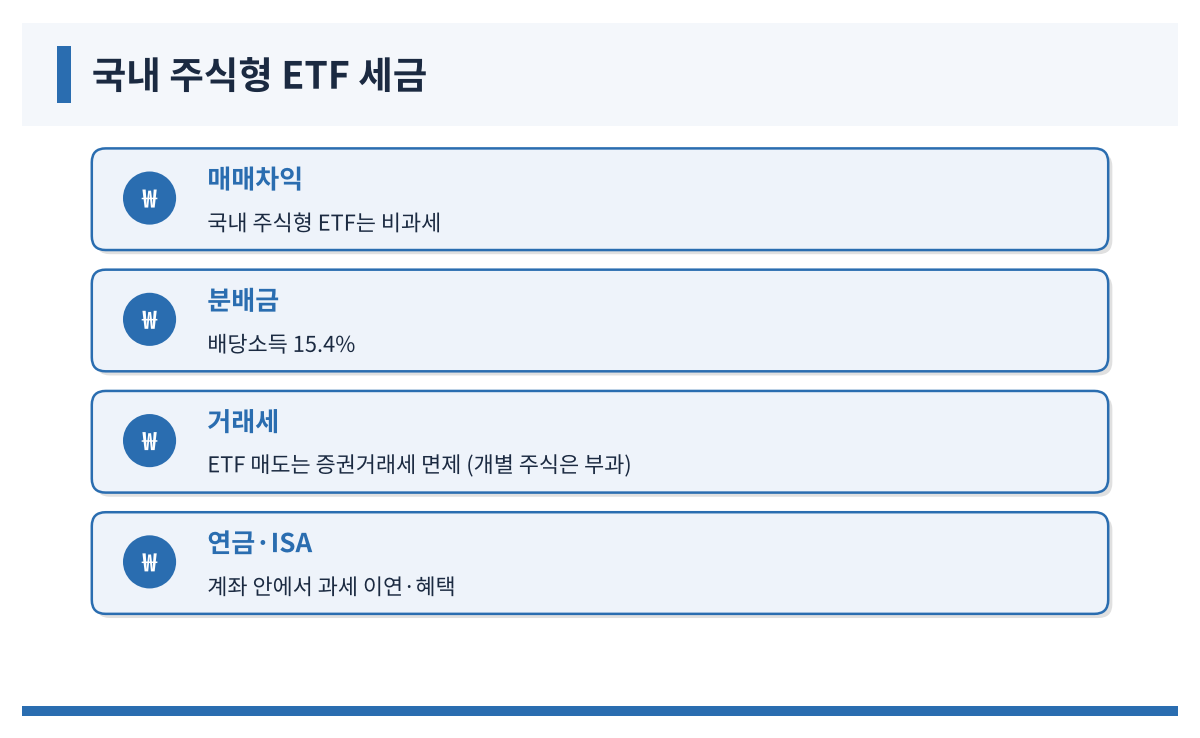 국내 주식형 ETF 세금
₩
매매차익
국내 주식형 ETF는 비과세
₩
분배금
배당소득 15.4%
₩
거래세
ETF 매도는 증권거래세 면제 (개별 주식은 부과)
₩
연금·ISA
계좌 안에서 과세 이연·혜택